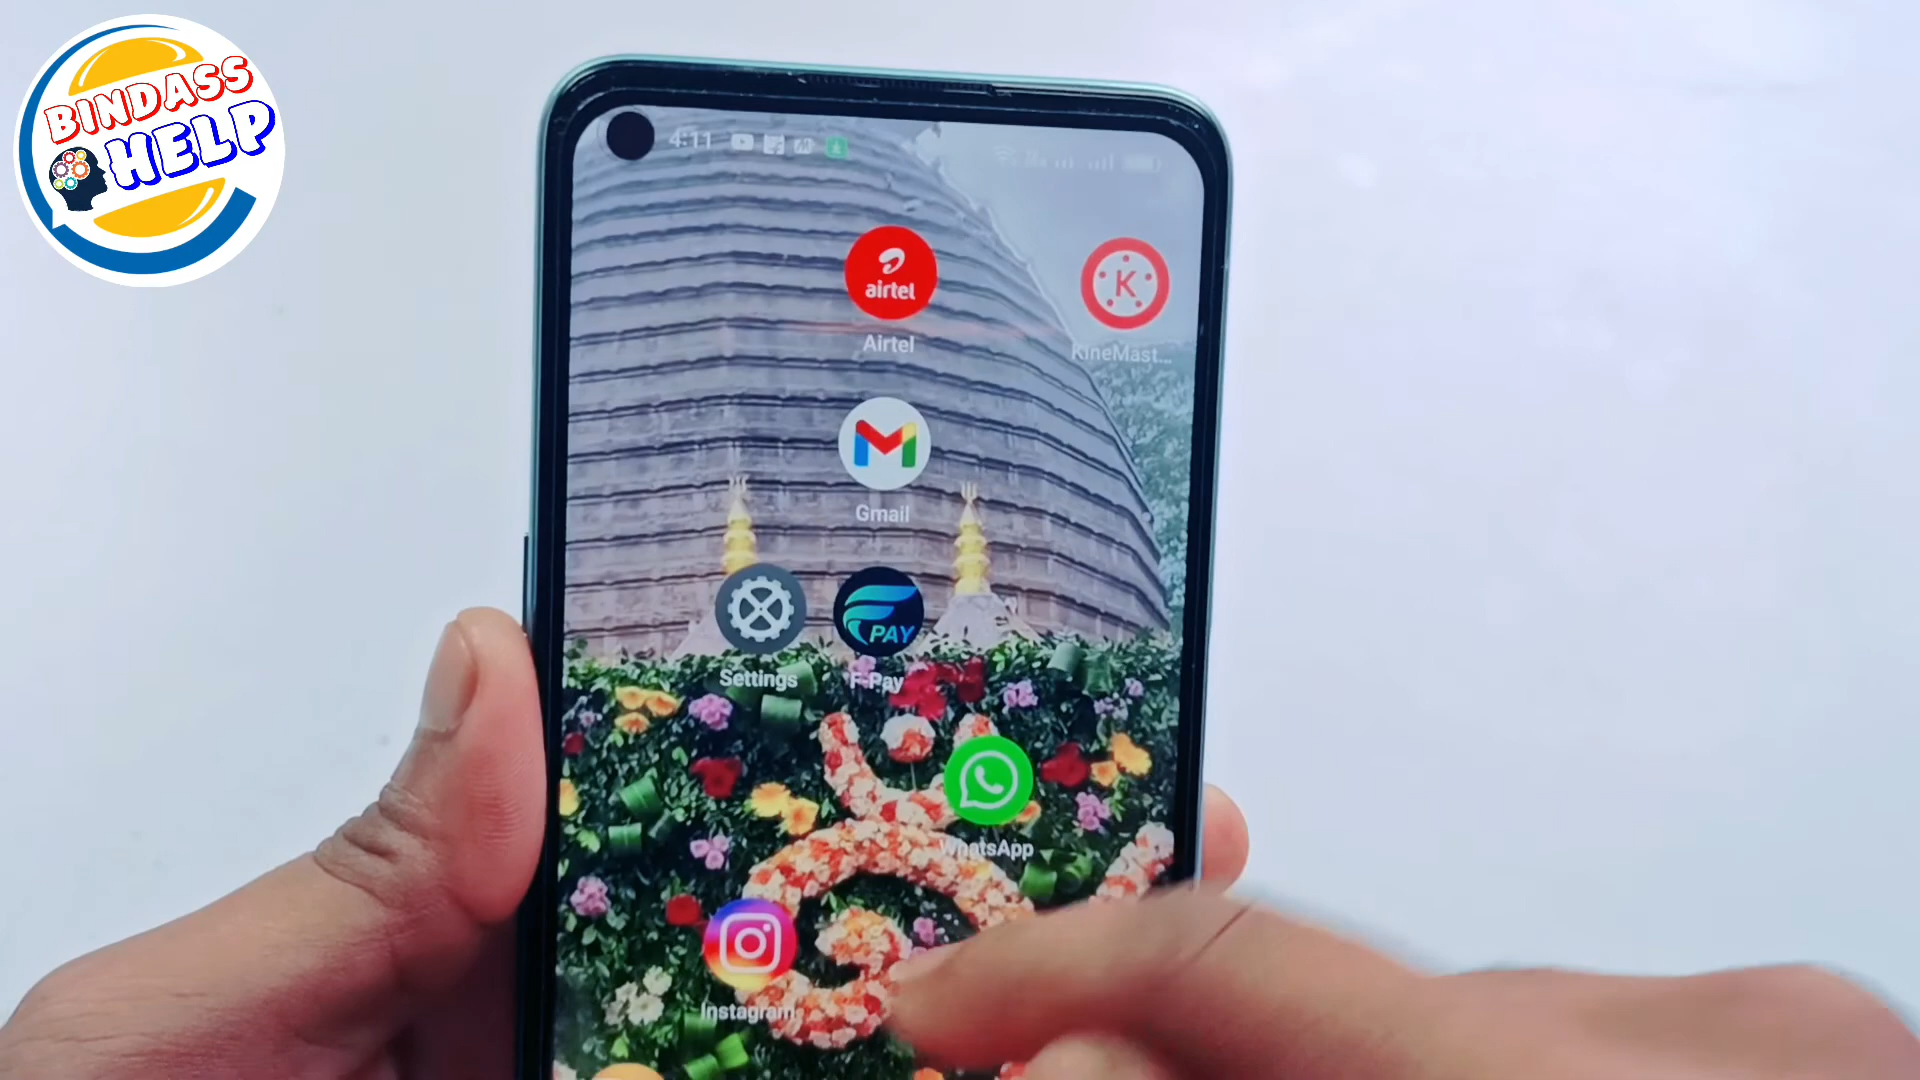 BINDASS
HELP
4:11
airtel
K
Airtel
KineMast...
Gmail
PAY
Settings
F-Pay
WhatsApp
Instagram